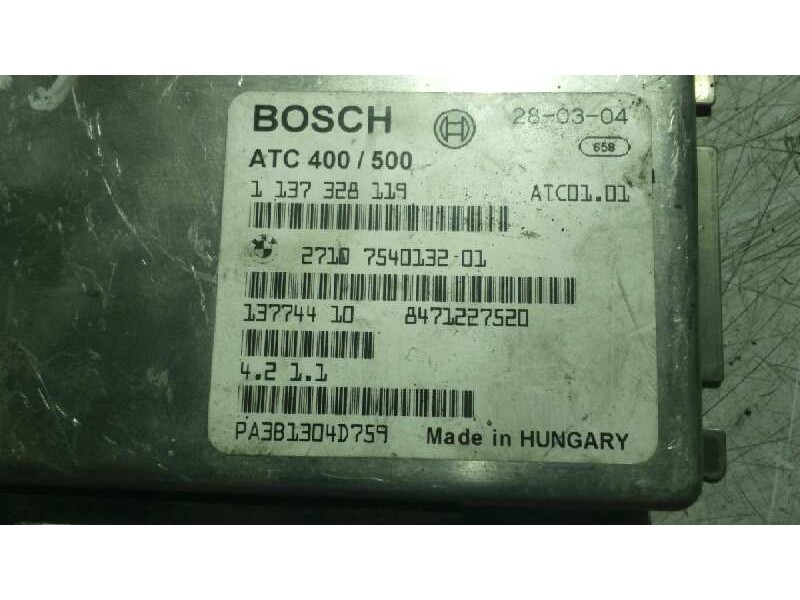 BOSCH 28-03-04
658
ATC 400 / 500
1 137 328 119 ATC01.01
2710 7540132-01
137744 10 8471227520
4.2 1.1
PA3B1304D759 Made in HUNGARY